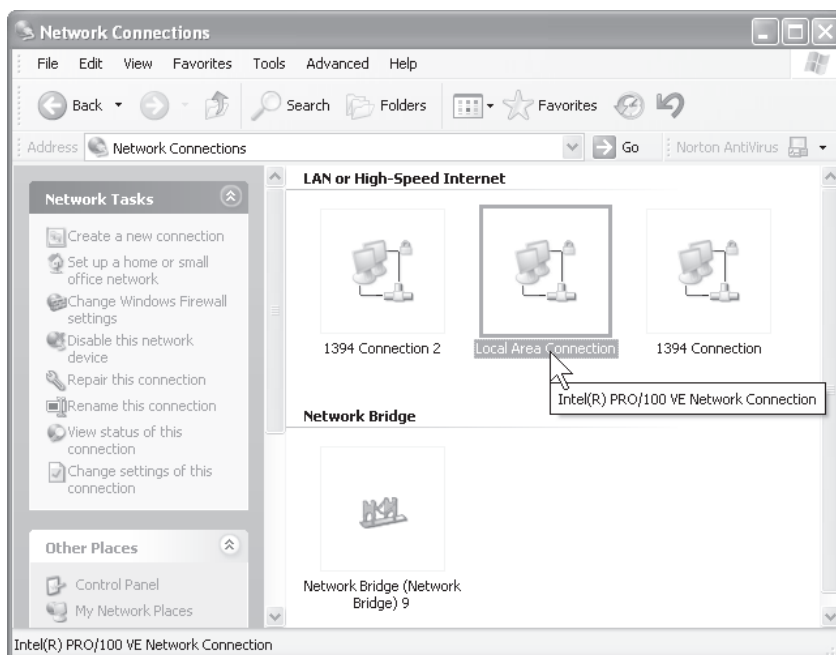 Network Connections
File Edit View Favorites Tools Advanced Help
Back Search Folders Favorites
Address Network Connections Go Norton AntiVirus
Network Tasks
Create a new connection
Set up a home or small
office network
Change Windows Firewall
settings
Disable this network
device
Repair this connection
Rename this connection
View status of this
connection
Change settings of this
connection
Other Places
Control Panel
My Network Places
LAN or High-Speed Internet
1394 Connection 2
Local Area Connection
1394 Connection
Intel(R) PRO/100 VE Network Connection
Network Bridge
Network Bridge (Network
Bridge) 9
Intel(R) PRO/100 VE Network Connection